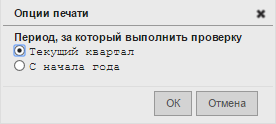 Опции печати
Период, за который выполнить проверку
Текущий квартал
С начала года
OK
Отмена